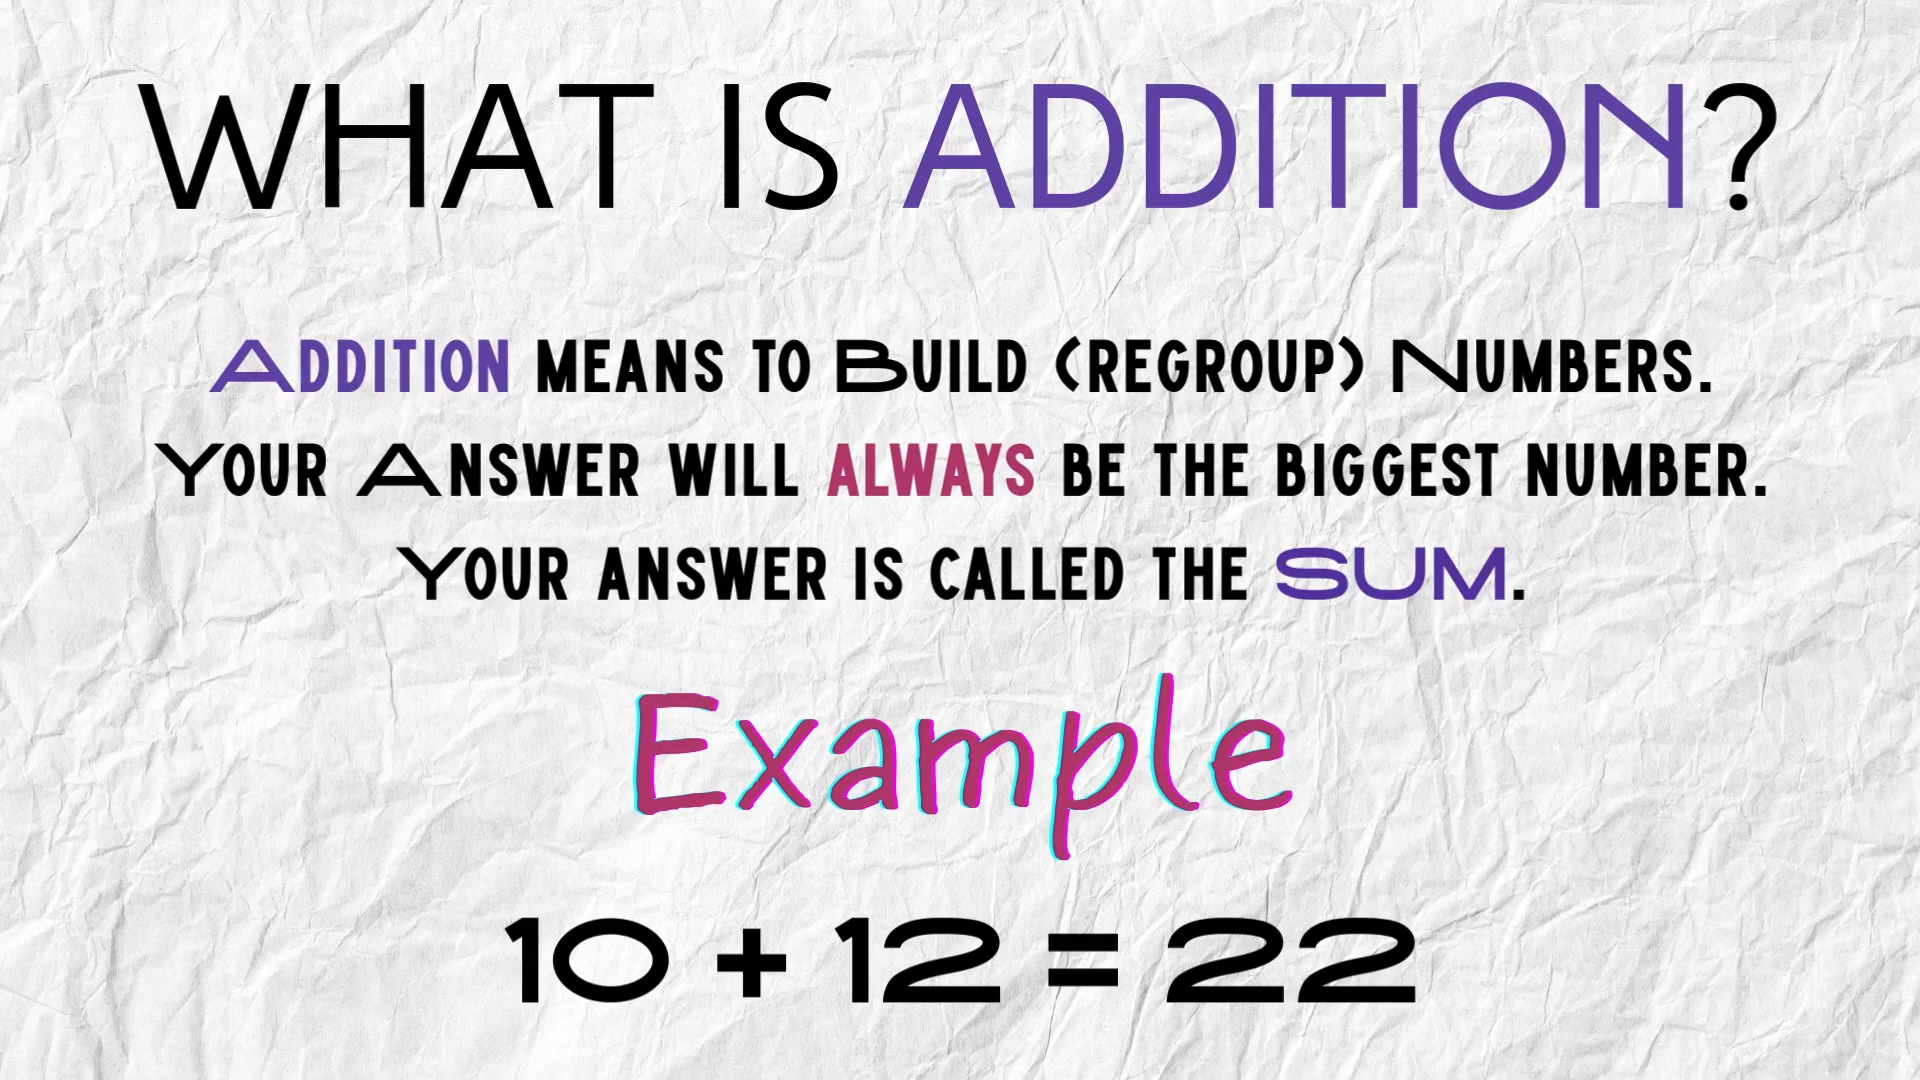 WHAT IS ADDITION?
ADDITION MEANS TO BUILD (REGROUP) NUMBERS.
YOUR ANSWER WILL ALWAYS BE THE BIGGEST NUMBER.
YOUR ANSWER IS CALLED THE SUM.
Example
10 + 12 = 22